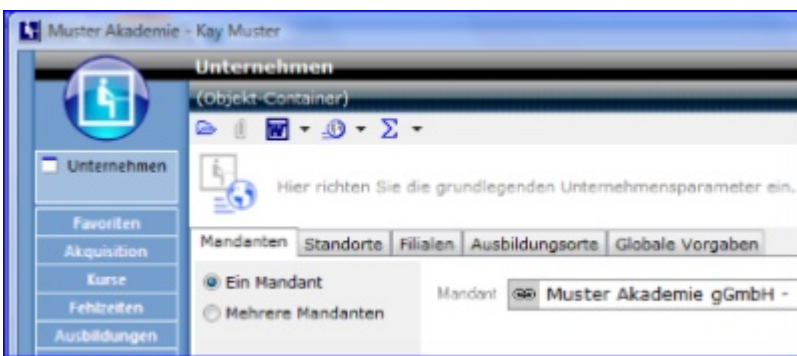 Muster Akademie - Kay Muster
Unternehmen
(Objekt-Container)
Unternehmen
Hier richten Sie die grundlegenden Unternehmensparameter ein.
Favoriten
Akquisition
Kurse
Fehlzeiten
Ausbildungen
Mandanten Standorte Filialen Ausbildungsorte Globale Vorgaben
Ein Mandant
Mehrere Mandanten
Mandant Muster Akademie gGmbH -